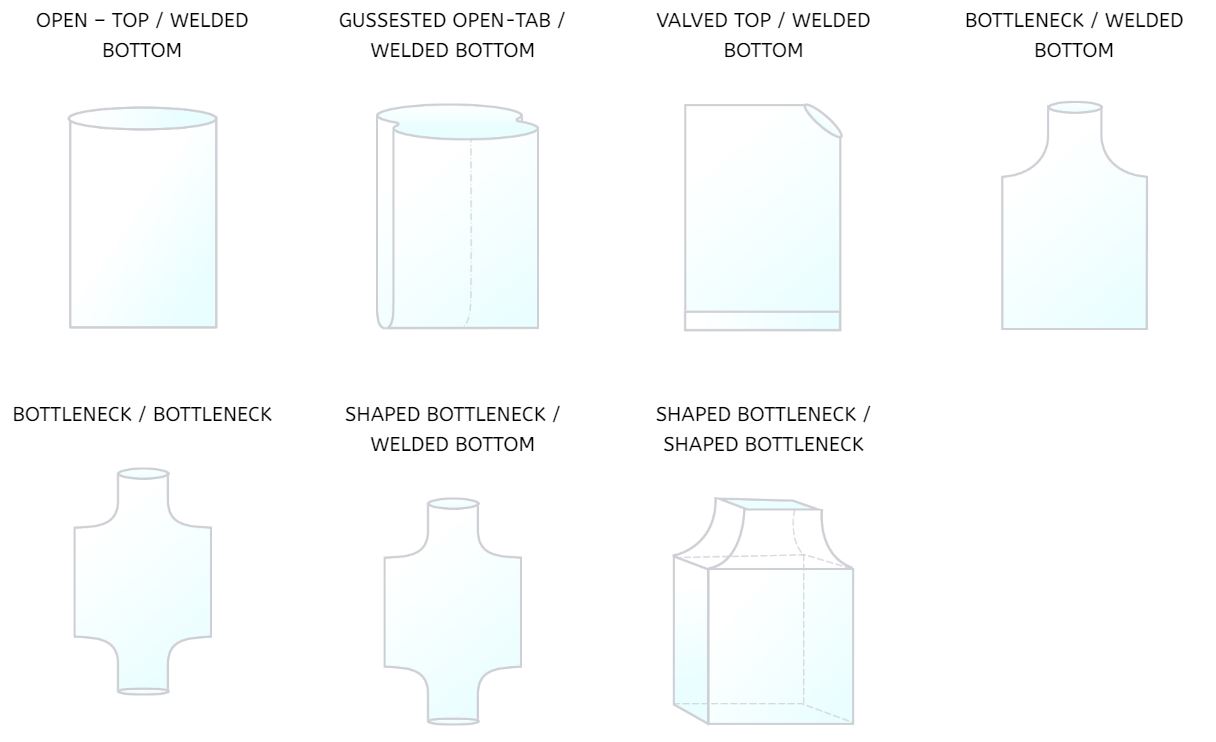 OPEN – TOP / WELDED
BOTTOM
GUSSESTED OPEN-TAB /
WELDED BOTTOM
VALVED TOP / WELDED
BOTTOM
BOTTLENECK / WELDED
BOTTOM
BOTTLENECK / BOTTLENECK
SHAPED BOTTLENECK /
WELDED BOTTOM
SHAPED BOTTLENECK /
SHAPED BOTTLENECK